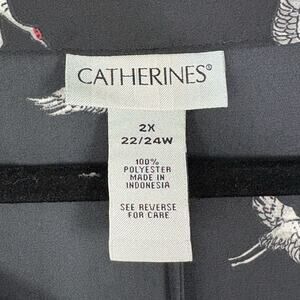 CATHERINES®
2X
22/24W
100%
POLYESTER
MADE IN
INDONESIA
SEE REVERSE
FOR CARE